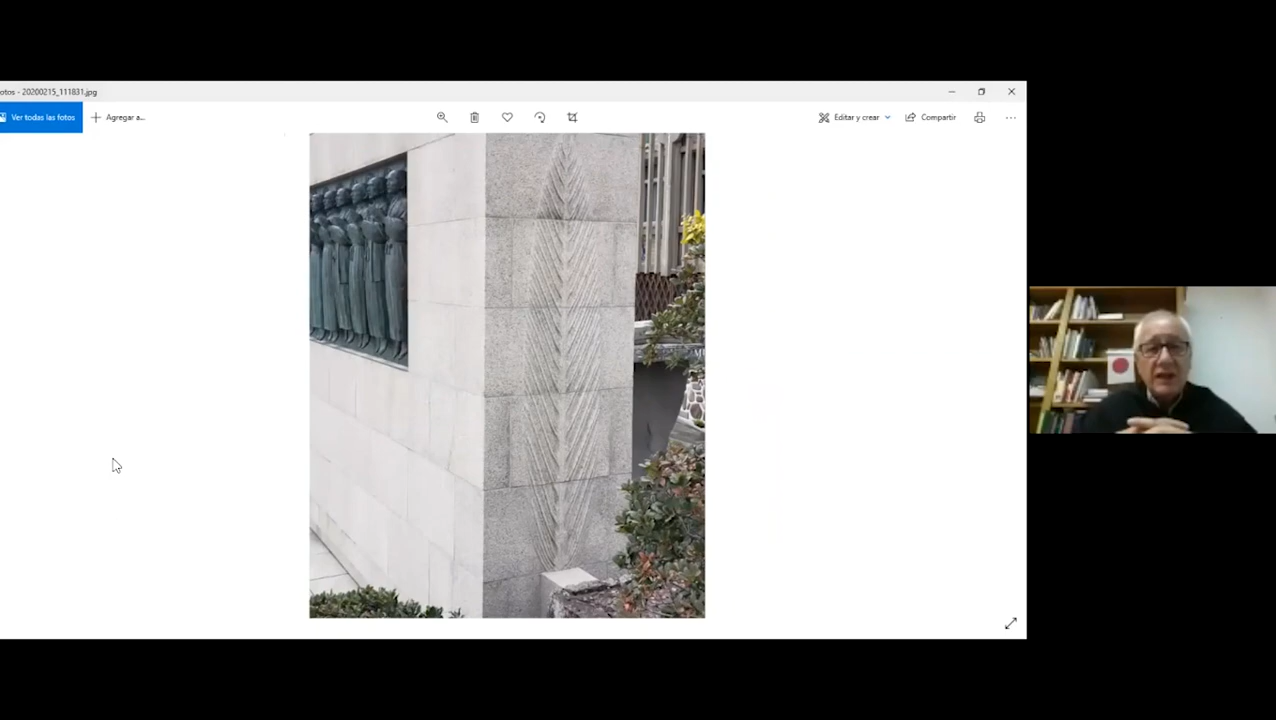 otos - 20200215_111831.jpg
Ver todas las fotos
Agregar a...
Editar y crear
Compartir